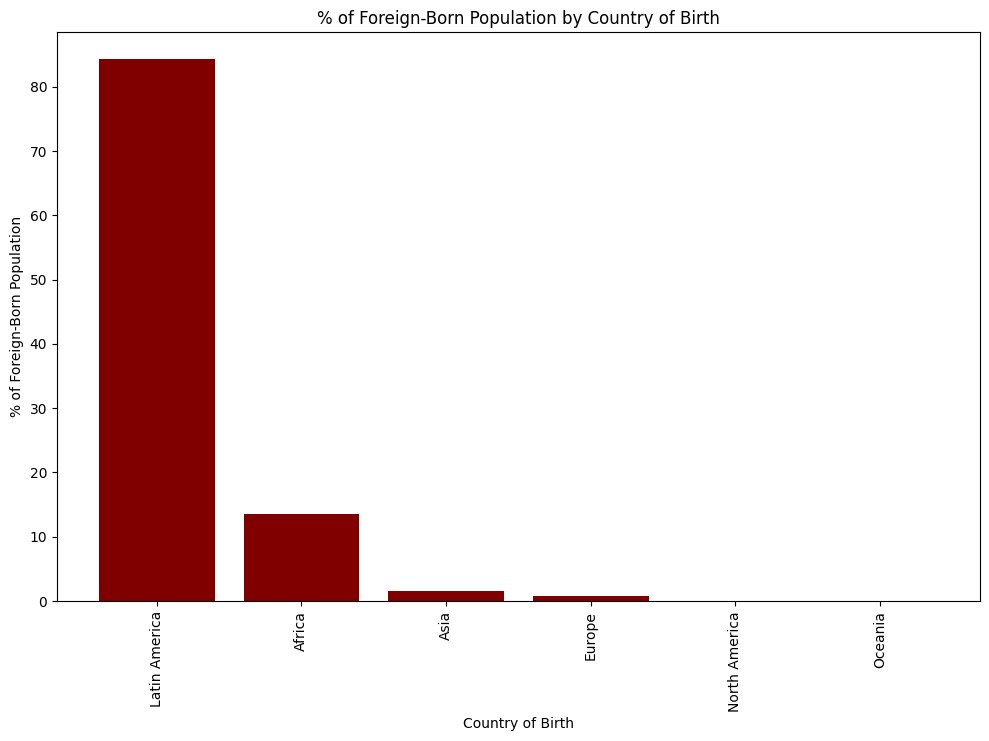 % of Foreign-Born Population by Country of Birth
% of Foreign-Born Population
80
70
60
50
40
30
20
10
0
Latin America
Africa
Asia
Europe
North America
Oceania
Country of Birth